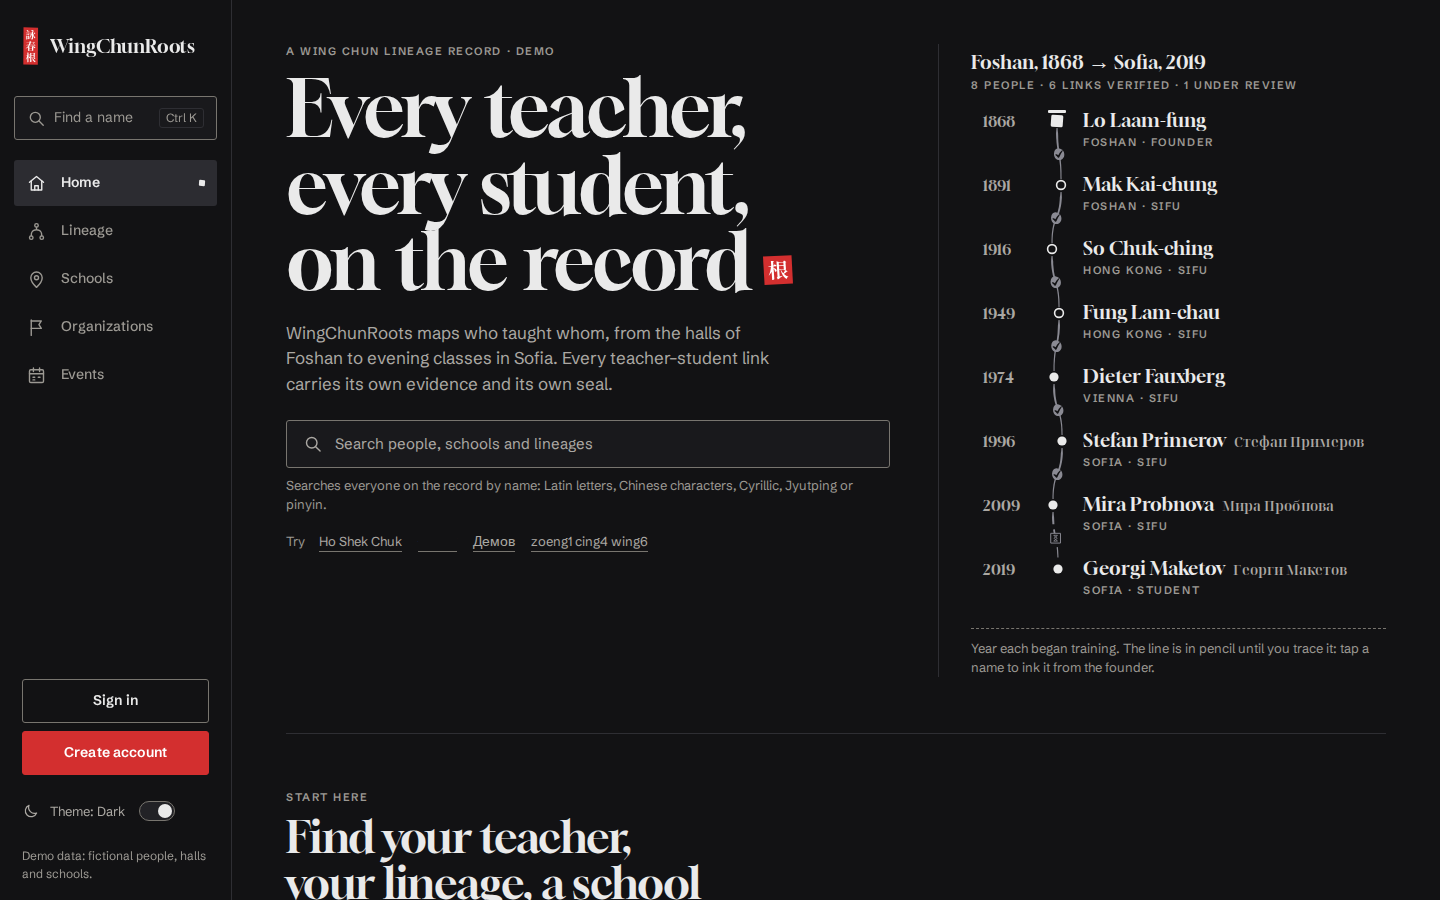 詠春根
WingChunRoots
Find a name
Ctrl K
Home
Lineage
Schools
Organizations
Events
Sign in
Create account
Theme: Dark
Demo data: fictional people, halls
and schools.
A WING CHUN LINEAGE RECORD · DEMO
Every teacher,
every student,
on the record 根
WingChunRoots maps who taught whom, from the halls of
Foshan to evening classes in Sofia. Every teacher–student link
carries its own evidence and its own seal.
Search people, schools and lineages
Searches everyone on the record by name: Latin letters, Chinese characters, Cyrillic, Jyutping or
pinyin.
Try Ho Shek Chuk Демов zoeng1 cing4 wing6
Foshan, 1868 → Sofia, 2019
8 PEOPLE · 6 LINKS VERIFIED · 1 UNDER REVIEW
1868 Lo Laam-fung
FOSHAN · FOUNDER
1891 Mak Kai-chung
FOSHAN · SIFU
1916 So Chuk-ching
HONG KONG · SIFU
1949 Fung Lam-chau
HONG KONG · SIFU
1974 Dieter Fauxberg
VIENNA · SIFU
1996 Stefan Primerov Стефан Примеров
SOFIA · SIFU
2009 Mira Probnova Мира Пробнова
SOFIA · SIFU
2019 Georgi Maketov Георги Макетов
SOFIA · STUDENT
Year each began training. The line is in pencil until you trace it: tap a
name to ink it from the founder.
START HERE
Find your teacher,
your lineage, a school